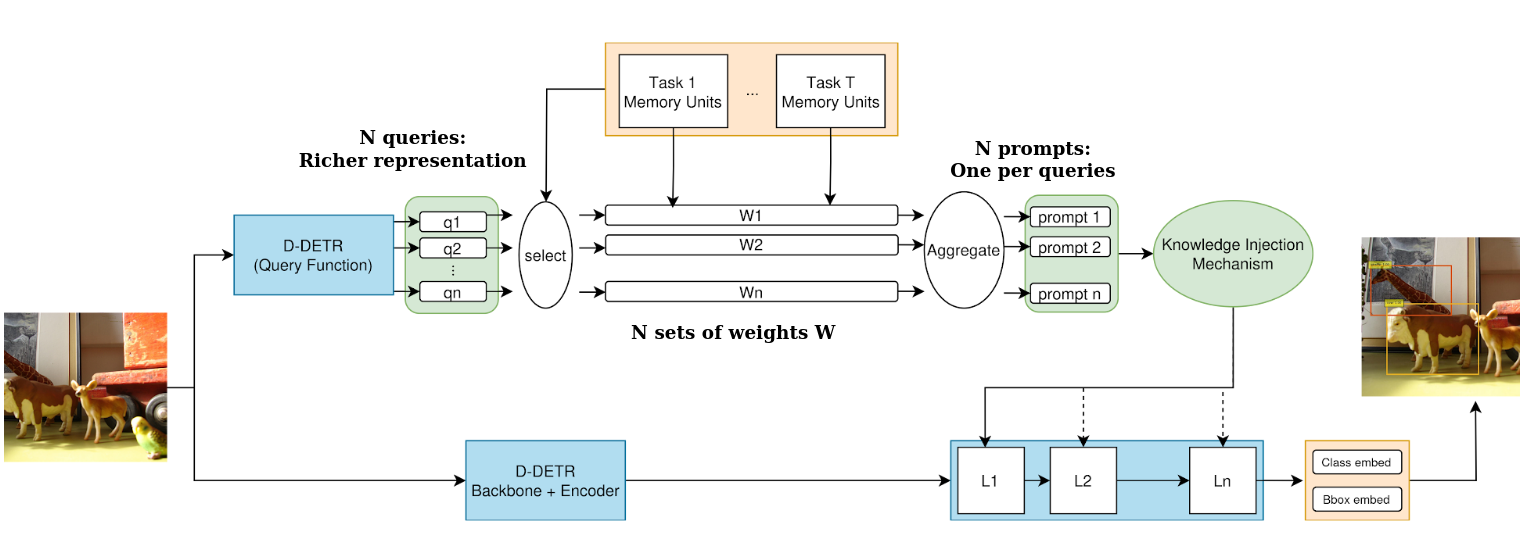 Task 1
Memory Units
...
Task T
Memory Units
N queries:
Richer representation
N prompts:
One per queries
D-DETR
(Query Function)
q1
q2
⋮
qn
select
W1
W2
Wn
Aggregate
prompt 1
prompt 2
prompt n
Knowledge Injection
Mechanism
N sets of weights W
D-DETR
Backbone + Encoder
L1
L2
Ln
Class embed
Bbox embed